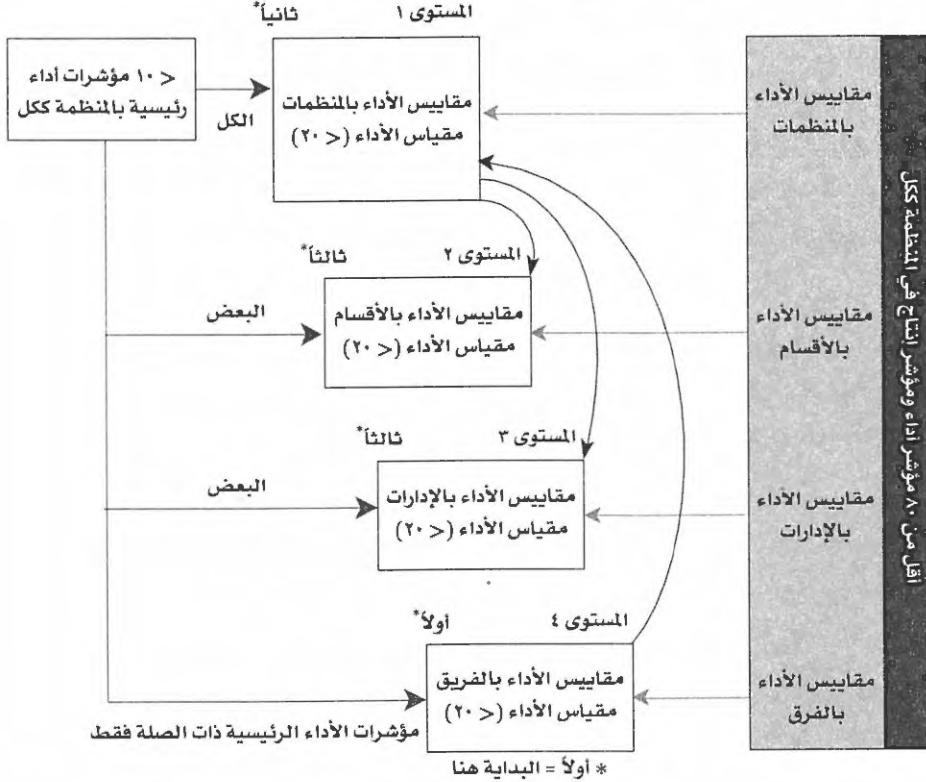 المستوى ١
ثانياً*
< ١٠ مؤشرات أداء
رئيسية بالمنظمة ككل
الكل
مقاييس الأداء بالمنظمات
مقياس الأداء (< ٢٠)
مقاييس الأداء
بالمنظمات
المستوى ٢
ثالثاً*
مقاييس الأداء بالأقسام
مقياس الأداء (< ٢٠)
البعض
مقاييس الأداء
بالأقسام
المستوى ٣
ثالثاً*
مقاييس الأداء بالإدارات
مقياس الأداء (< ٢٠)
البعض
مقاييس الأداء
بالإدارات
المستوى ٤
أولاً*
مقاييس الأداء بالفريق
مقياس الأداء (< ٢٠)
مؤشرات الأداء الرئيسية ذات الصلة فقط
مقاييس الأداء
بالفرق
* أولاً = البداية هنا
أقل من ٨٠ مؤشر أداء ومؤشر إنتاج في المنظمة ككل